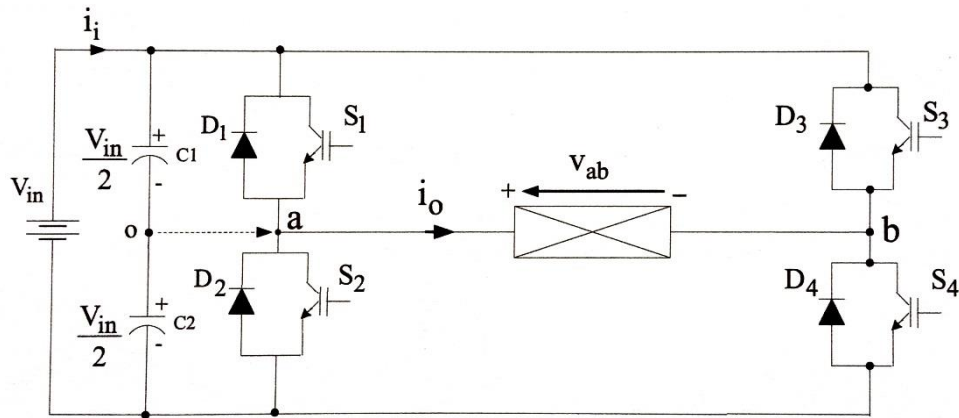 i_i
D_1
S_1
D_3
S_3
V_in/2
+
C1
-
v_ab
+
-
V_in
i_o
o
a
b
D_2
S_2
D_4
S_4
V_in/2
+
C2
-